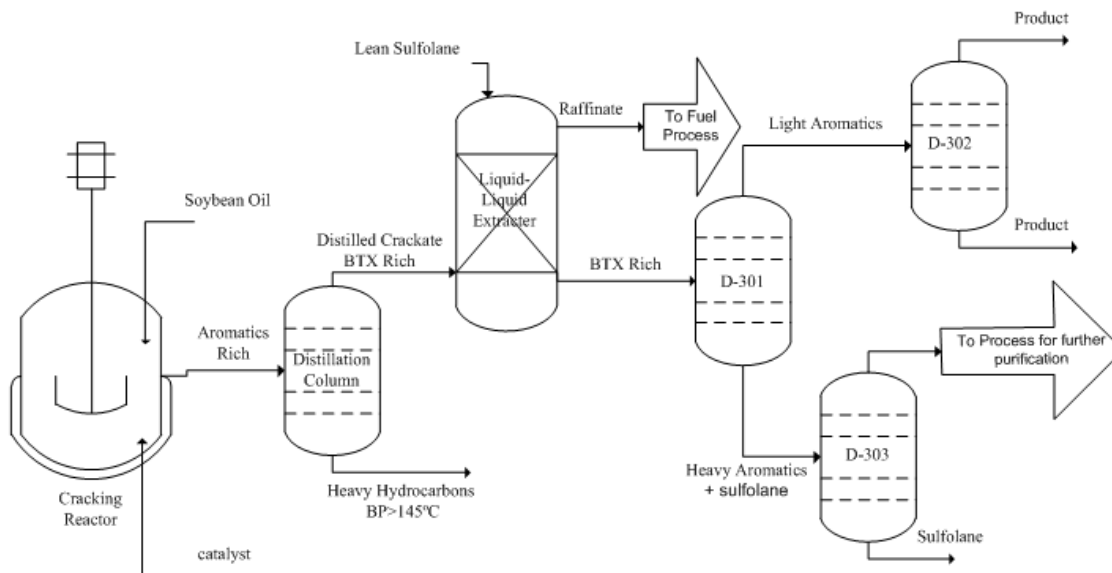 Product
Lean Sulfolane
Raffinate
To Fuel
Process
Light Aromatics
D-302
Liquid-
Liquid
Extracter
Soybean Oil
Distilled Crackate
BTX Rich
BTX Rich
Product
D-301
Aromatics
Rich
To Process for further
purification
Distillation
Column
D-303
Heavy Aromatics
+ sulfolane
Heavy Hydrocarbons
BP>145ºC
Cracking
Reactor
Sulfolane
catalyst